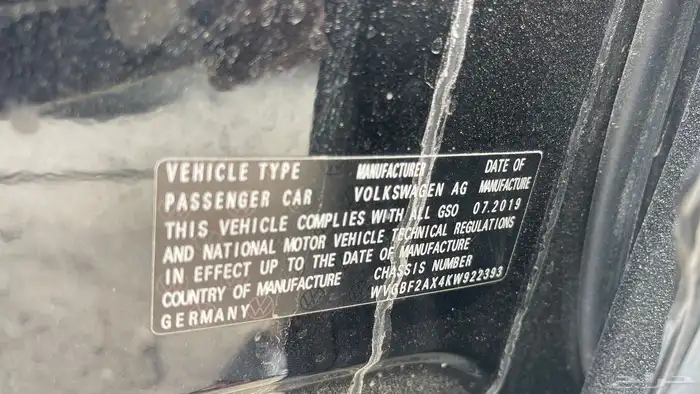 VEHICLE TYPE MANUFACTURER DATE OF
PASSENGER CAR VOLKSWAGEN AG MANUFACTURE
THIS VEHICLE COMPLIES WITH ALL GSO 07.2019
AND NATIONAL MOTOR VEHICLE TECHNICAL REGULATIONS
IN EFFECT UP TO THE DATE OF MANUFACTURE
COUNTRY OF MANUFACTURE CHASSIS NUMBER
GERMANY WVGBF2AX4KW922393